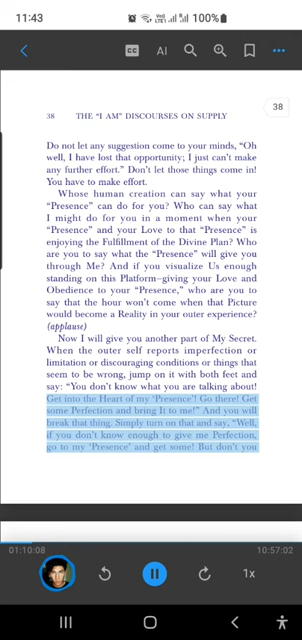 11:43
Vo))
LTE1
100%
CC
AI
38
38 THE “I AM” DISCOURSES ON SUPPLY
Do not let any suggestion come to your minds, “Oh
well, I have lost that opportunity; I just can’t make
any further effort.” Don’t let those things come in!
You have to make effort.
Whose human creation can say what your
“Presence” can do for you? Who can say what
I might do for you in a moment when your
“Presence” and your Love to that “Presence” is
enjoying the Fulfillment of the Divine Plan? Who
are you to say what the “Presence” will give you
through Me? And if you visualize Us enough
standing on this Platform—giving your Love and
Obedience to your “Presence,” who are you to
say that the hour won’t come when that Picture
would become a Reality in your outer experience?
(applause)
Now I will give you another part of My Secret.
When the outer self reports imperfection or
limitation or discouraging conditions or things that
seem to be wrong, jump on it with both feet and
say: “You don’t know what you are talking about!
Get into the Heart of my ‘Presence’! Go there! Get
some Perfection and bring It to me!” And you will
break that thing. Simply turn on that and say, “Well,
if you don’t know enough to give me Perfection,
go to my ‘Presence’ and get some! But don’t you
01:10:08
10:57:02
1x